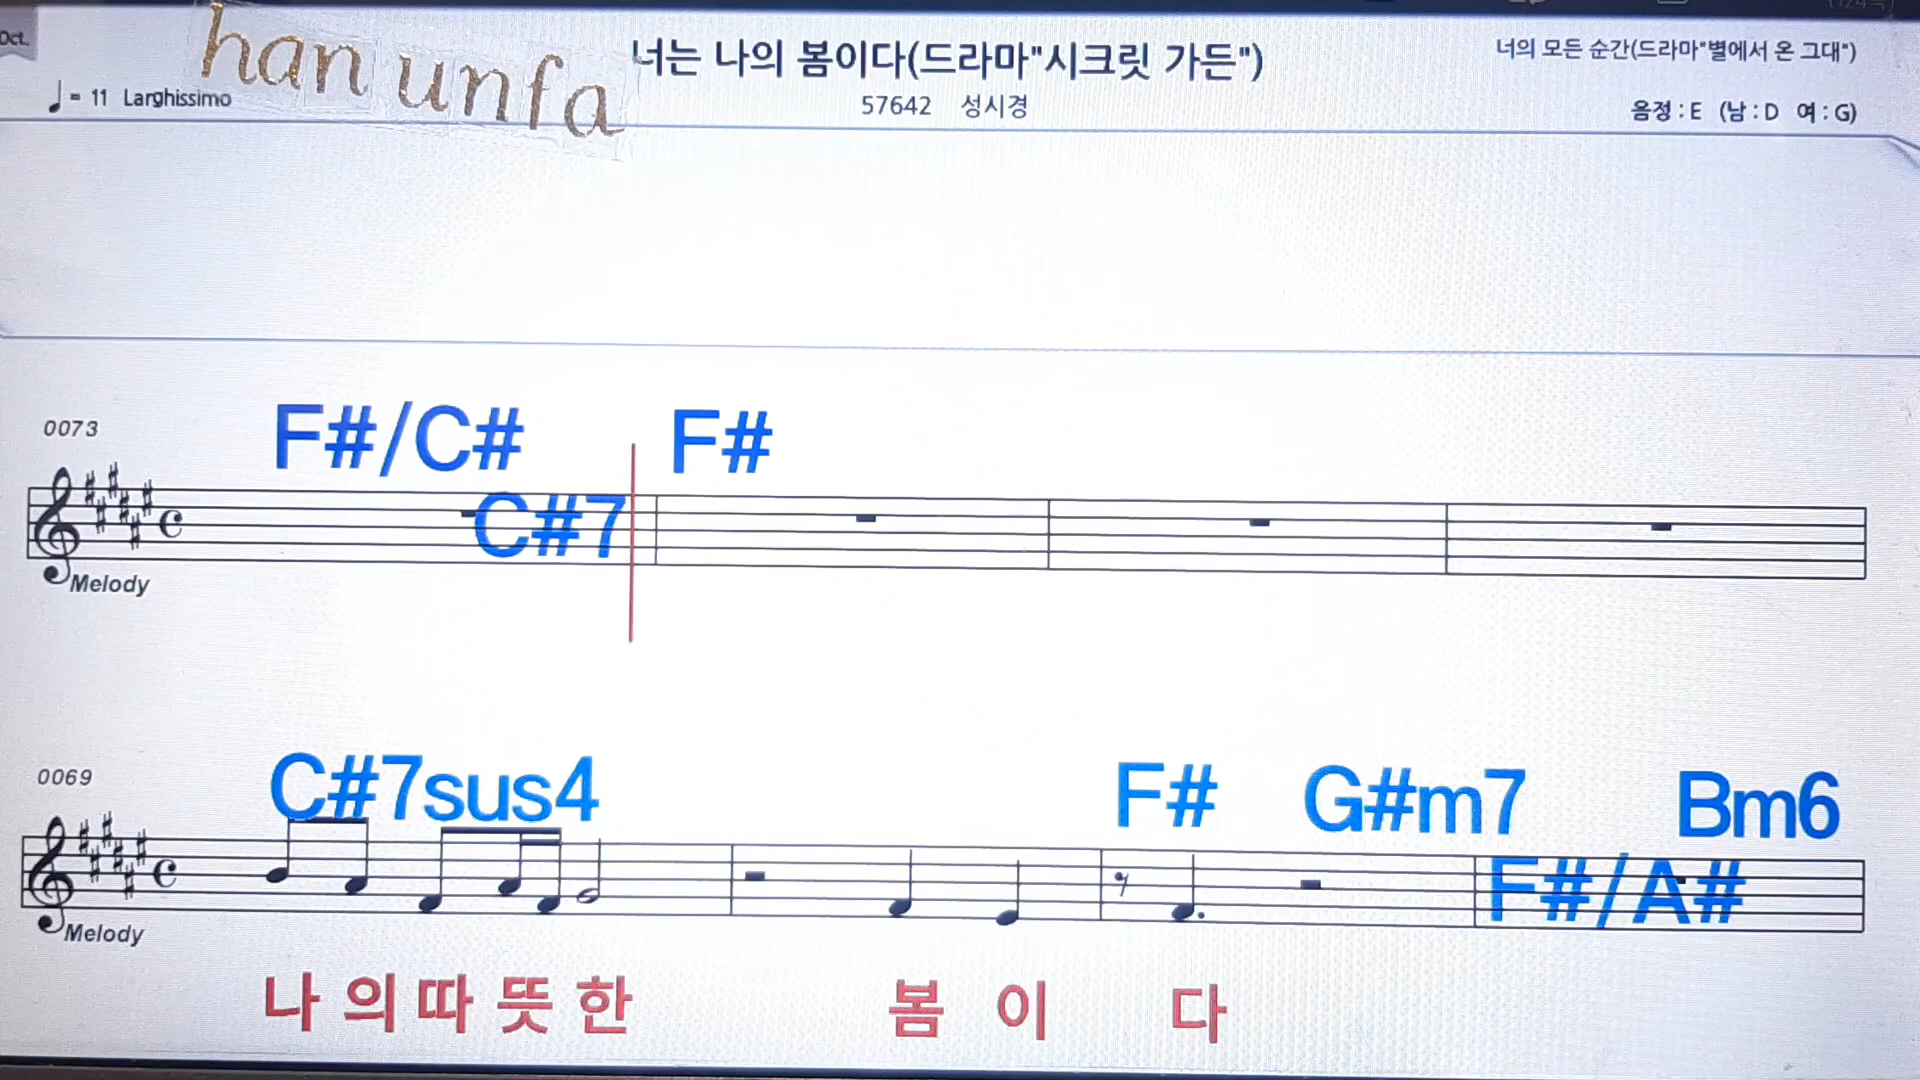 Oct.
han unfa
너는 나의 봄이다(드라마"시크릿 가든")
너의 모든 순간(드라마"별에서 온 그대")
= 11 Larghissimo
57642 성시경
음정 : E (남 : D 여 : G)
0073
F#/C# F#
C#7
Melody
0069
C#7sus4 F# G#m7 Bm6
F#/A#
Melody
나 의 따 뜻 한 봄 이 다